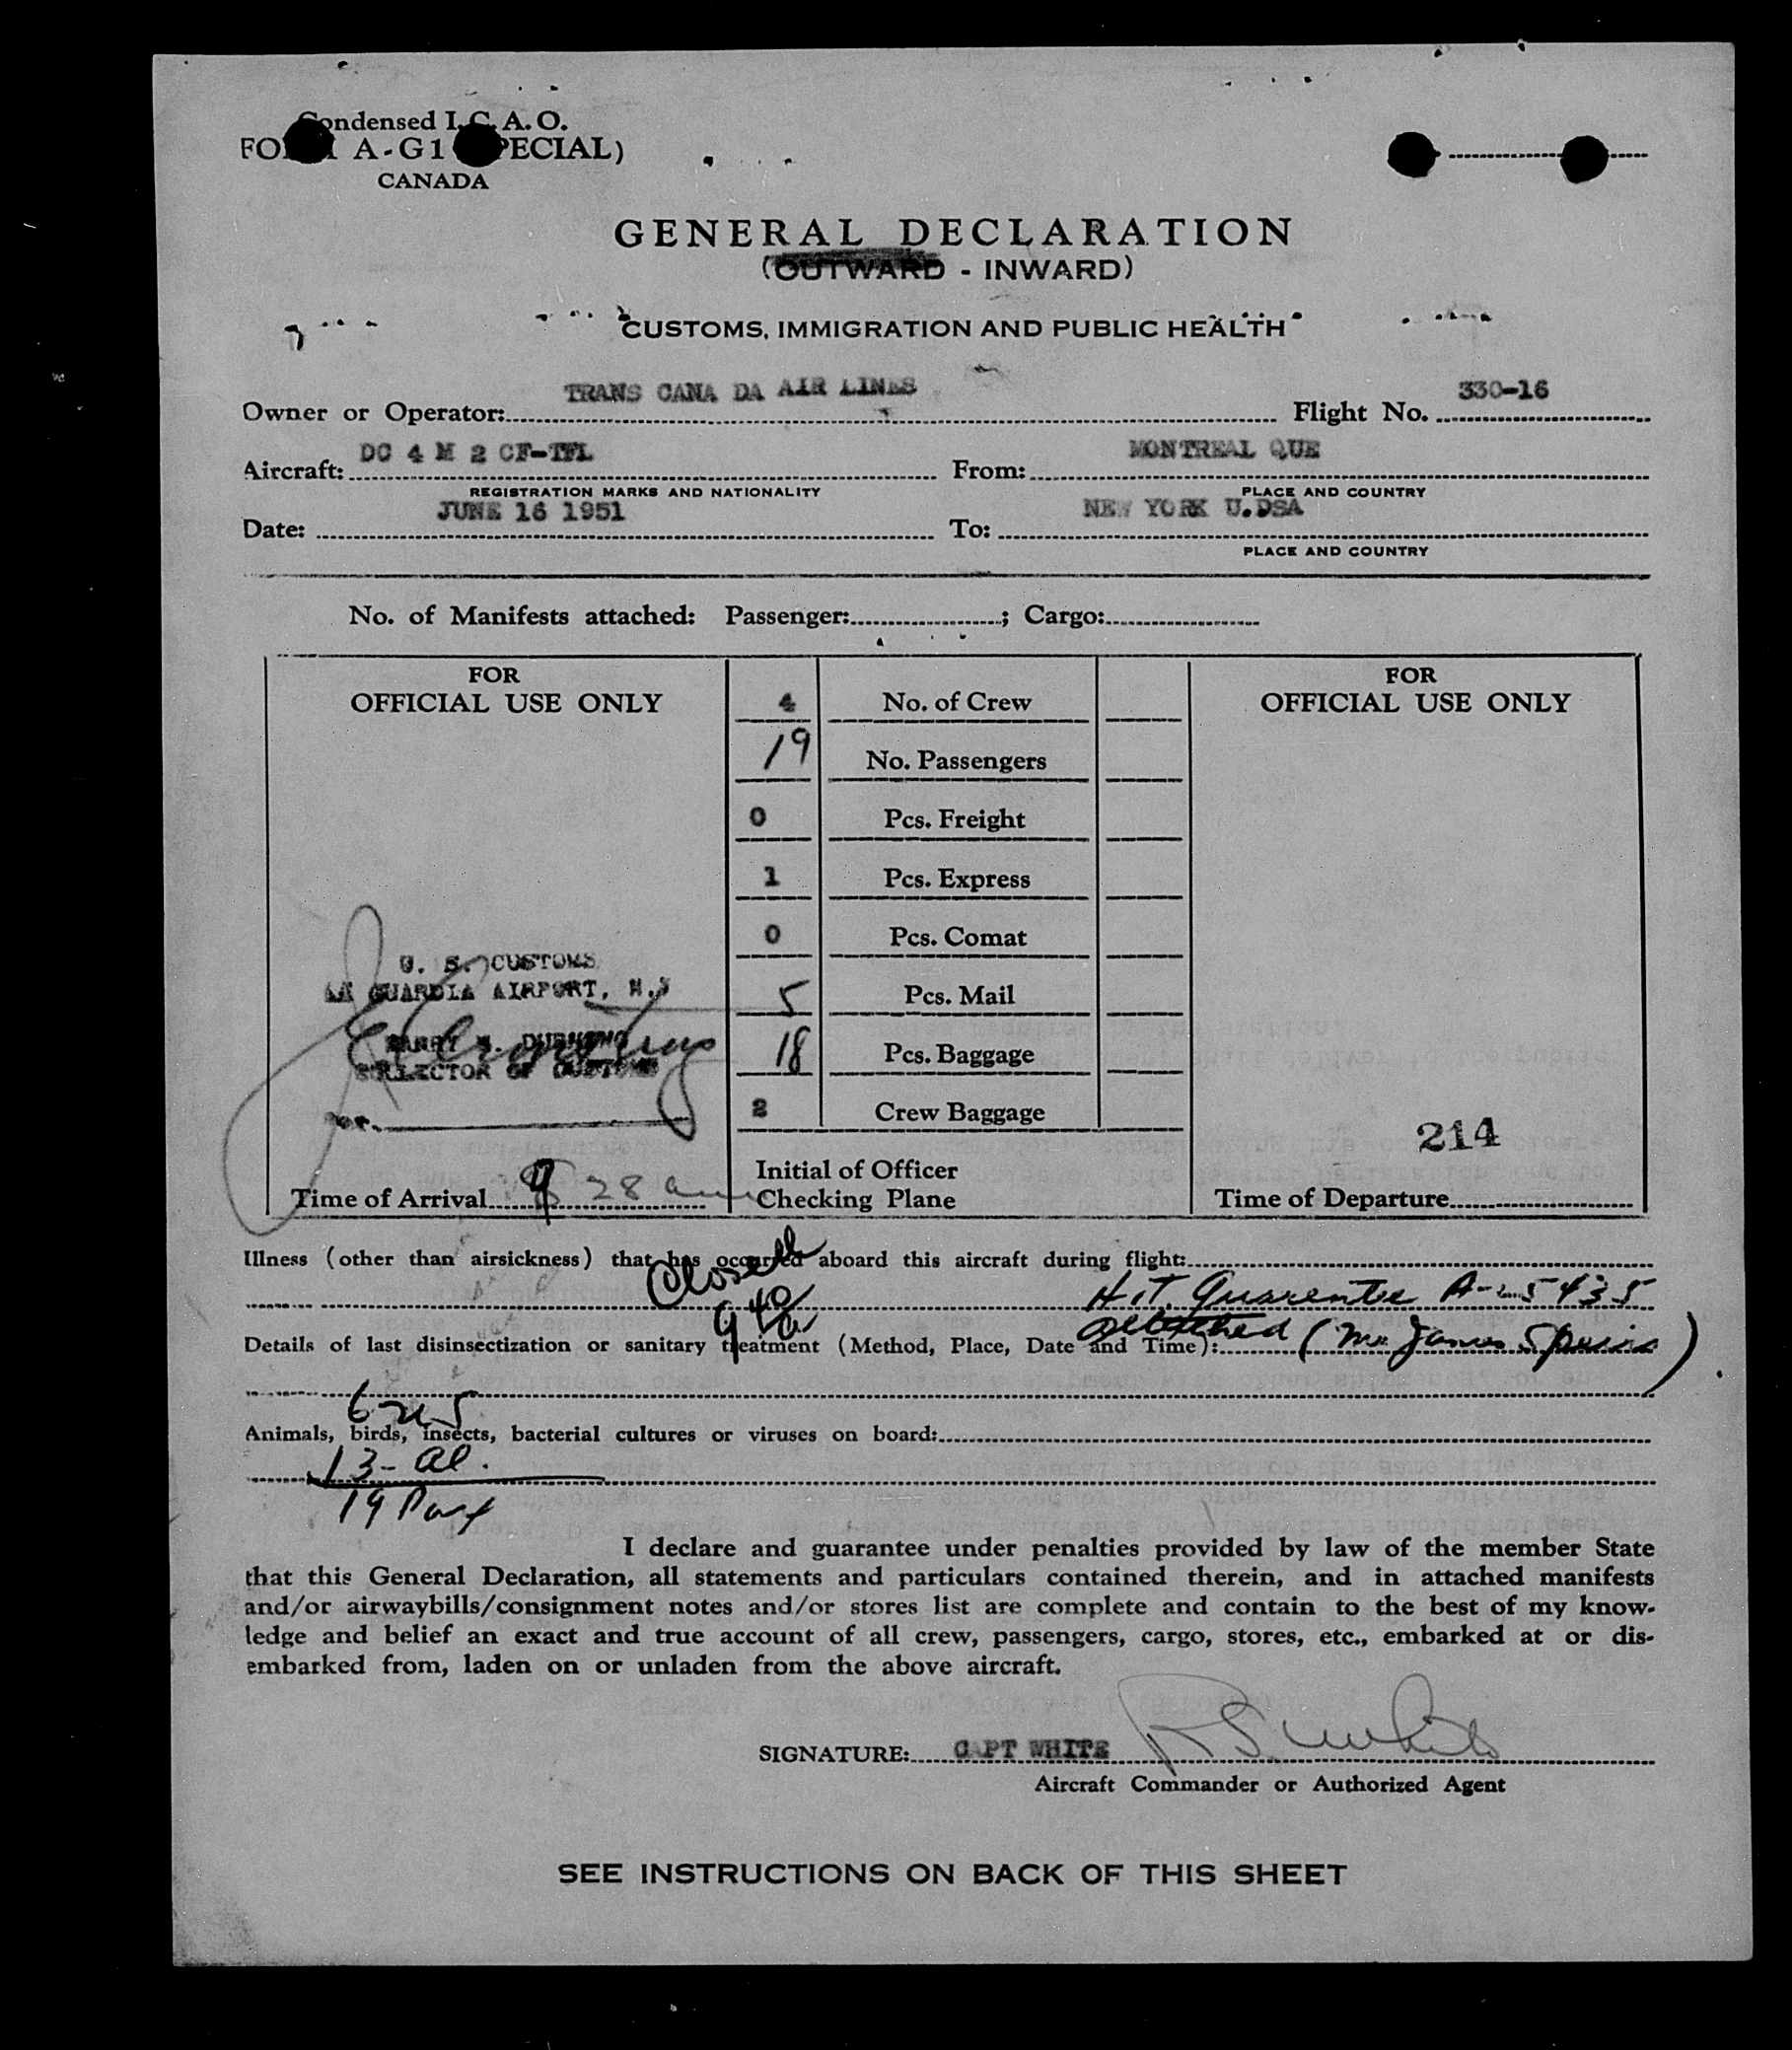 Condensed I.C.A.O.
A-G1
CANADA
GENERAL DECLARATION
(OUTWARD - INWARD)
CUSTOMS, IMMIGRATION AND PUBLIC HEALTH
Owner or Operator: TRANS CANA DA AIR LINES Flight No. 330-16
Aircraft: DC 4 M 2 CF-TFL From: MONTREAL QUE
REGISTRATION MARKS AND NATIONALITY PLACE AND COUNTRY
Date: JUNE 16 1951 To: NEW YORK U.DSA
PLACE AND COUNTRY
No. of Manifests attached: Passenger: ; Cargo:
FOR
OFFICIAL USE ONLY
4 No. of Crew
19 No. Passengers
0 Pcs. Freight
1 Pcs. Express
0 Pcs. Comat
5 Pcs. Mail
18 Pcs. Baggage
2 Crew Baggage
U. S. CUSTOMS
LA GUARDIA AIRPORT, N.Y
COLLECTOR OF CUSTOMS
Time of Arrival 9 28 am
Initial of Officer
Checking Plane
FOR
OFFICIAL USE ONLY
214
Time of Departure
Illness (other than airsickness) that has occurred aboard this aircraft during flight:
Closed
9 40/a
H.T. Guarantee A-25435
Details of last disinsectization or sanitary treatment (Method, Place, Date and Time): attached (Mr James Speirs)
6 us
Animals, birds, insects, bacterial cultures or viruses on board:
13 - al.
19 Pax
I declare and guarantee under penalties provided by law of the member State
that this General Declaration, all statements and particulars contained therein, and in attached manifests
and/or airwaybills/consignment notes and/or stores list are complete and contain to the best of my know-
ledge and belief an exact and true account of all crew, passengers, cargo, stores, etc., embarked at or dis-
embarked from, laden on or unladen from the above aircraft.
SIGNATURE: CAPT WHITE R S White
Aircraft Commander or Authorized Agent
SEE INSTRUCTIONS ON BACK OF THIS SHEET